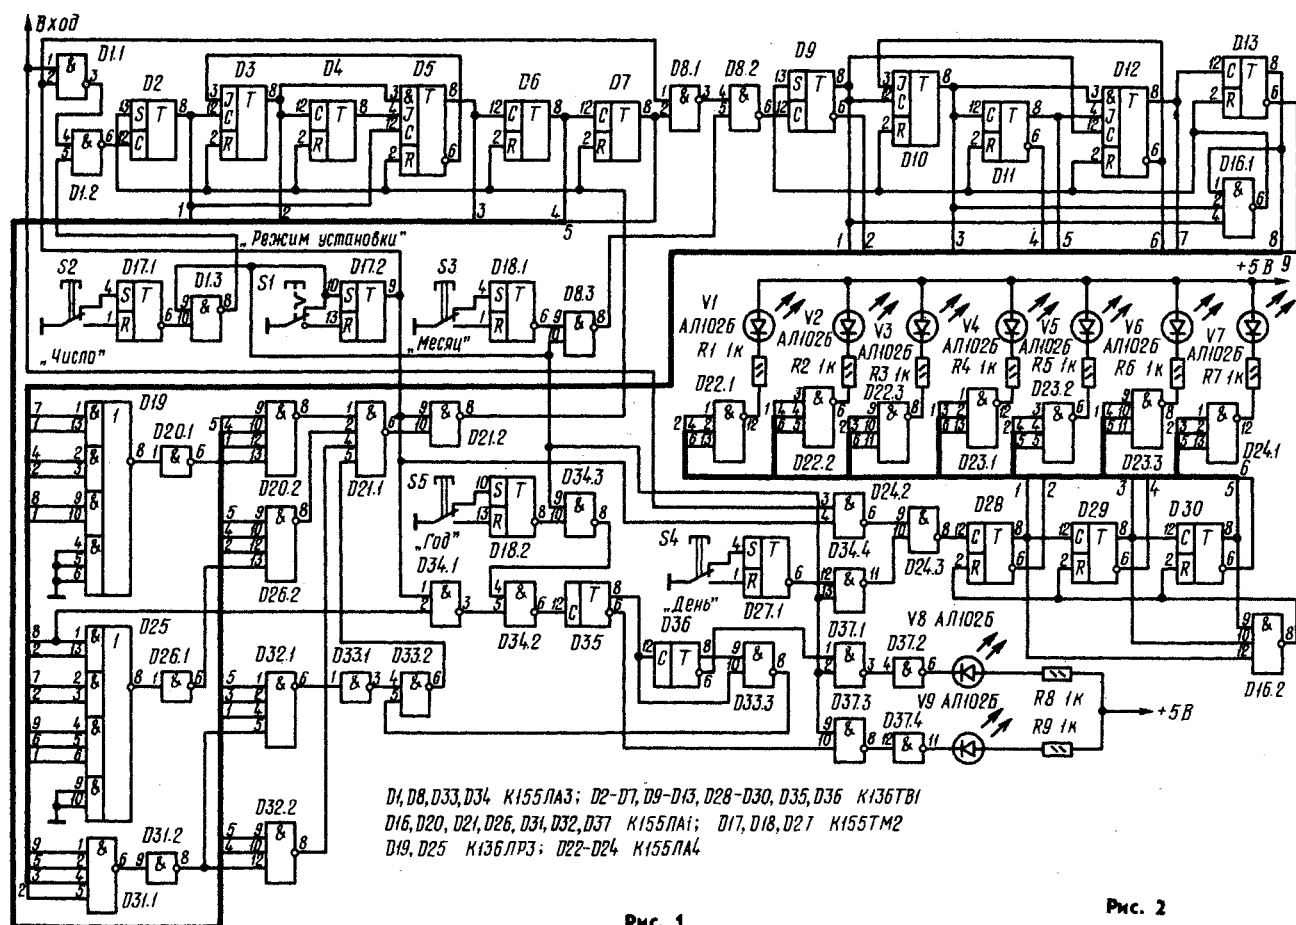 Вход
D1.1
D2
D3
D4
D5
D6
D7
D8.1
D8.2
D9
D10
D11
D12
D13
D1.2
D16.1
„Режим установки"
S2
D17.1
D1.3
S1
D17.2
S3
D18.1
D8.3
„Число"
„Месяц"
+5 В
V1
АЛ102Б
R1 1к
V2
АЛ102Б
R2 1к
V3
АЛ102Б
R3 1к
V4
АЛ102Б
R4 1к
V5
АЛ102Б
R5 1к
V6
АЛ102Б
R6 1к
V7
АЛ102Б
R7 1к
D22.1
D22.2
D22.3
D23.1
D23.2
D23.3
D24.1
D19
D20.1
D20.2
D21.1
D21.2
D26.2
S5
„Год"
D18.2
D34.3
D34.1
D34.2
D35
S4
„День"
D27.1
D24.2
D34.4
D24.3
D28
D29
D30
D16.2
D25
D26.1
D32.1
D33.1
D33.2
D36
D33.3
D37.1
D37.2
D37.3
D37.4
V8 АЛ102Б
V9 АЛ102Б
R8 1к
R9 1к
+5 В
D31.1
D31.2
D32.2
D1, D8, D33, D34 К155ЛА3; D2-D7, D9-D13, D28-D30, D35, D36 К136ТВ1
D16, D20, D21, D26, D31, D32, D37 К155ЛА1; D17, D18, D27 К155ТМ2
D19, D25 К136ЛР3; D22-D24 К155ЛА4
Рис. 1
Рис. 2